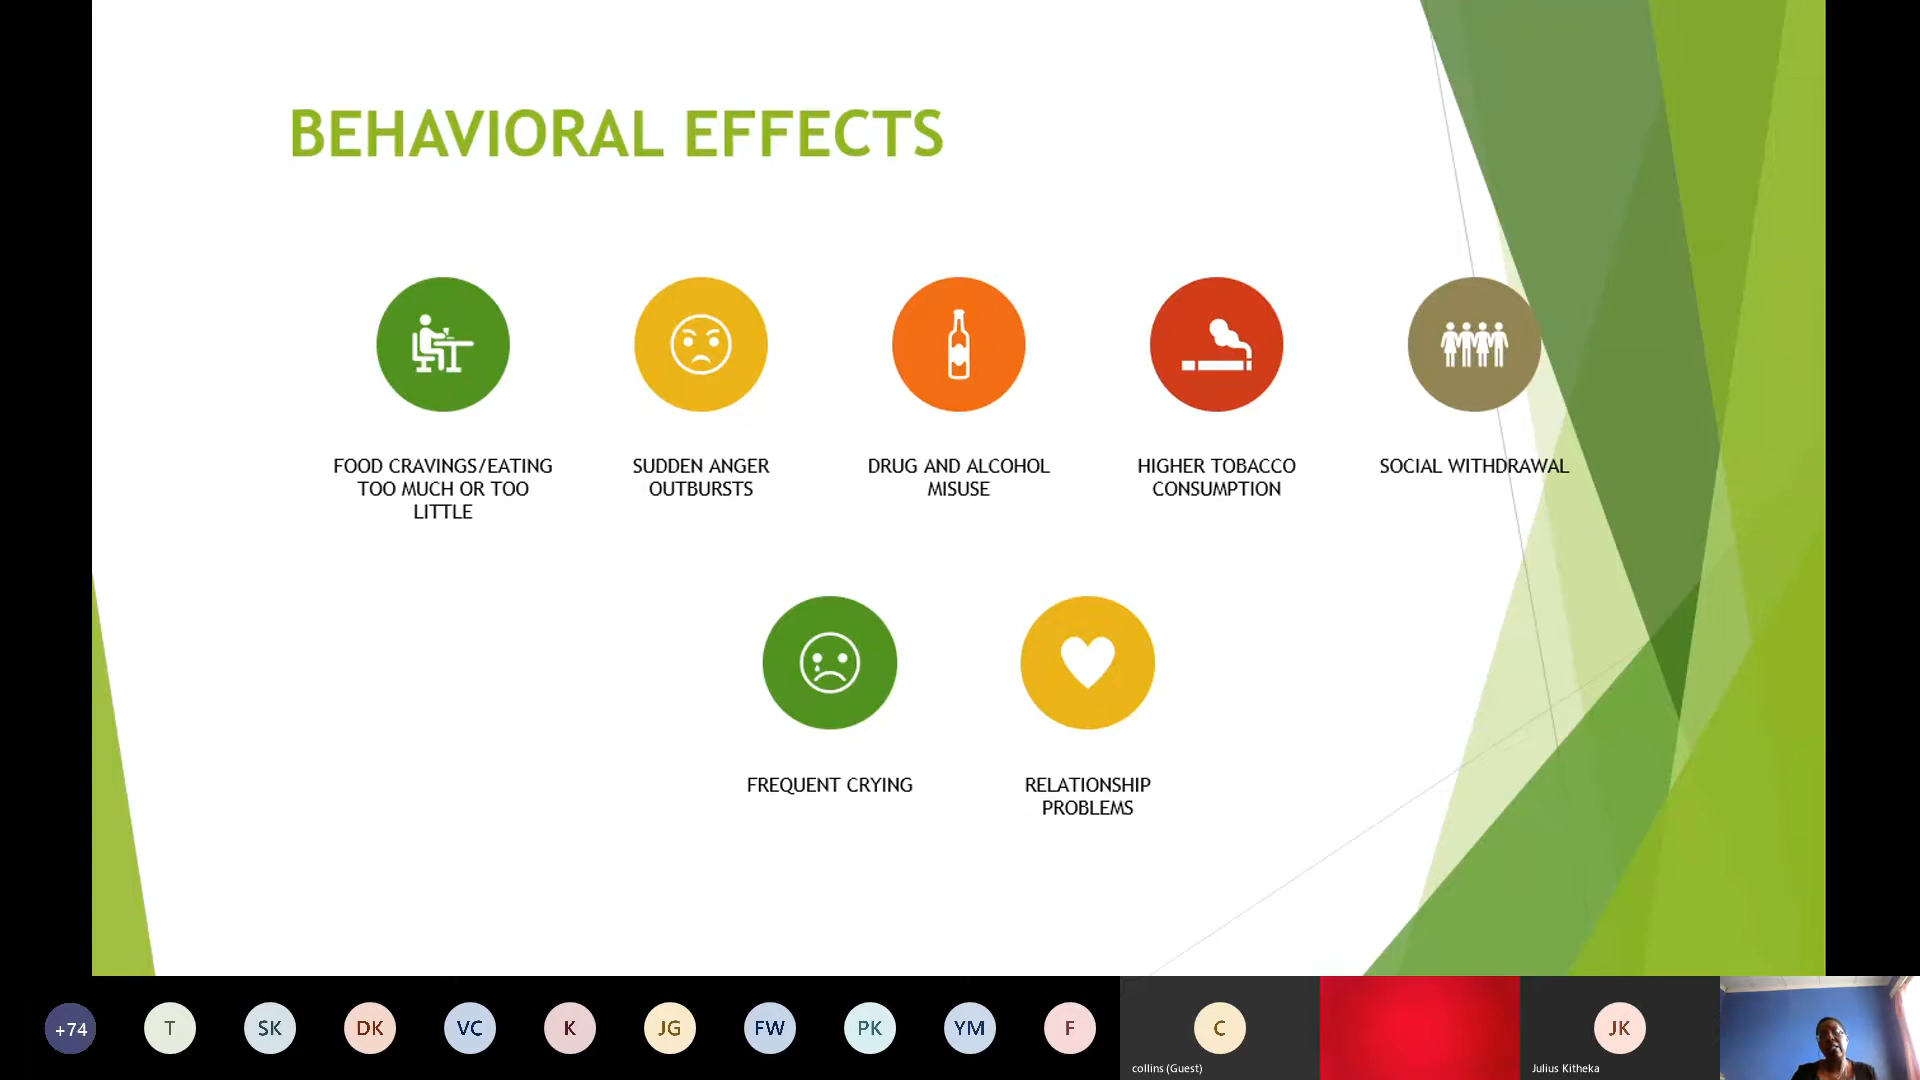 BEHAVIORAL EFFECTS
FOOD CRAVINGS/EATING
TOO MUCH OR TOO
LITTLE
SUDDEN ANGER
OUTBURSTS
DRUG AND ALCOHOL
MISUSE
HIGHER TOBACCO
CONSUMPTION
SOCIAL WITHDRAWAL
FREQUENT CRYING
RELATIONSHIP
PROBLEMS
+74
T
SK
DK
VC
K
JG
FW
PK
YM
F
C
collins (Guest)
JK
Julius Kitheka